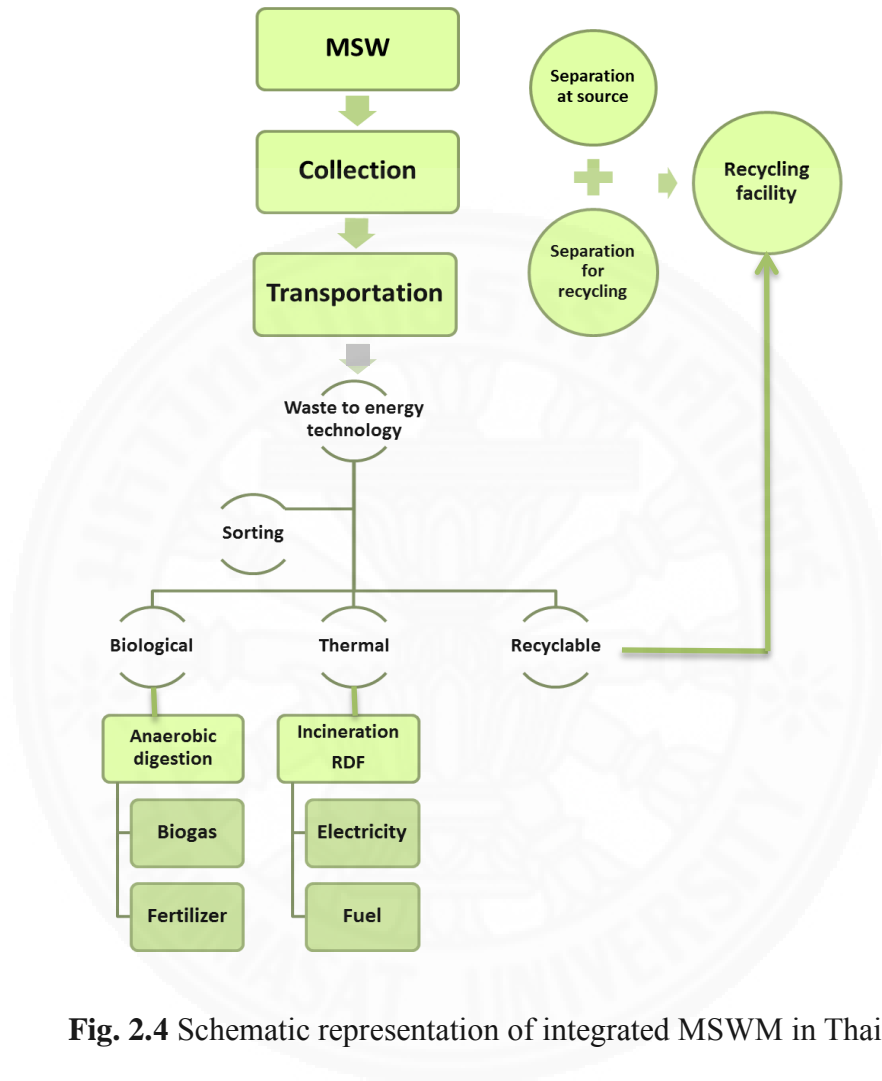 MSW
Collection
Transportation
Separation
at source
Separation
for
recycling
Recycling
facility
Waste to energy
technology
Sorting
Biological
Thermal
Recyclable
Anaerobic
digestion
Biogas
Fertilizer
Incineration
RDF
Electricity
Fuel
UNIVERSITY
Fig. 2.4 Schematic representation of integrated MSWM in Thai